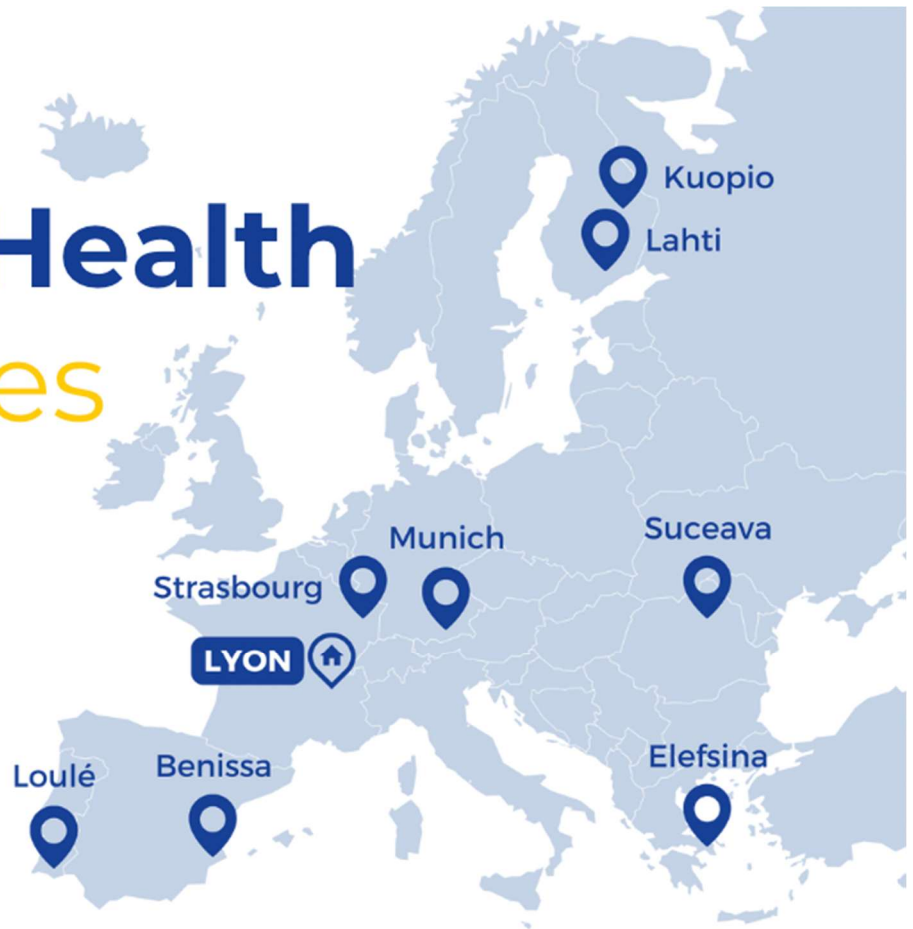 Kuopio
Lahti
Health
es
Munich
Suceava
Strasbourg
LYON
Elefsina
Benissa
Loulé